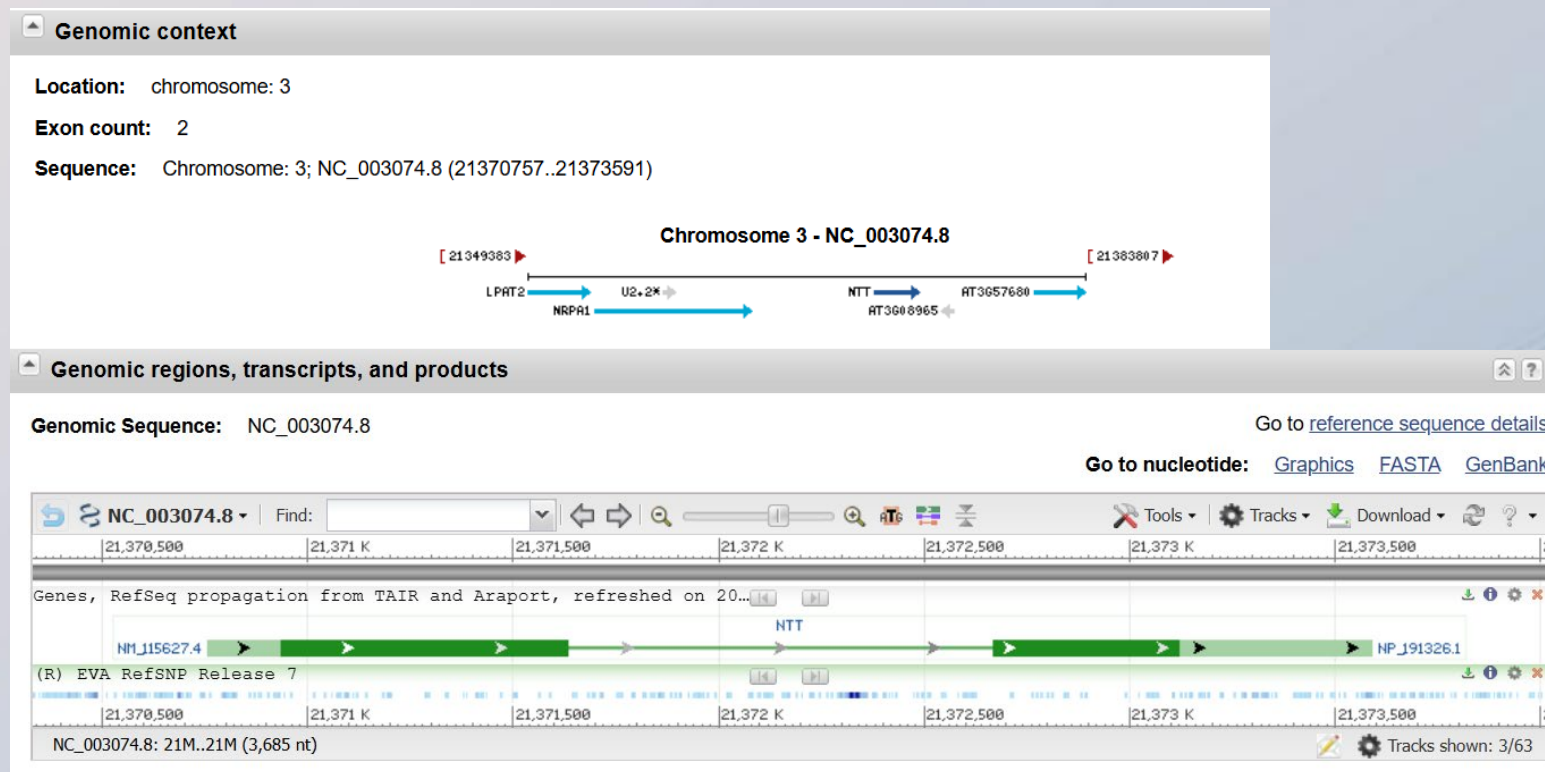 Genomic context
Location: chromosome: 3
Exon count: 2
Sequence: Chromosome: 3; NC_003074.8 (21370757..21373591)
Chromosome 3 - NC_003074.8
[ 21349383 [ 21383807
LPAT2 U2.2* NTT AT3G57680
NRPA1 AT3G08965
Genomic regions, transcripts, and products ?
Genomic Sequence: NC_003074.8 Go to reference sequence details
Go to nucleotide: Graphics FASTA GenBank
NC_003074.8 Find: ATG Tools Tracks Download ?
21,370,500 21,371 K 21,371,500 21,372 K 21,372,500 21,373 K 21,373,500
Genes, RefSeq propagation from TAIR and Araport, refreshed on 20…
NTT
NM_115627.4 NP_191326.1
(R) EVA RefSNP Release 7
21,370,500 21,371 K 21,371,500 21,372 K 21,372,500 21,373 K 21,373,500
NC_003074.8: 21M..21M (3,685 nt) Tracks shown: 3/63